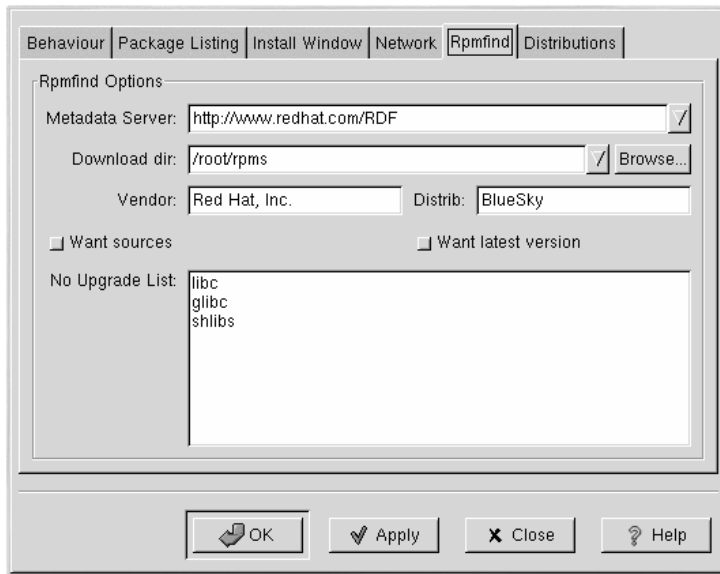 Behaviour Package Listing Install Window Network Rpmfind Distributions
Rpmfind Options
Metadata Server: http://www.redhat.com/RDF
Download dir: /root/rpms Browse...
Vendor: Red Hat, Inc. Distrib: BlueSky
Want sources Want latest version
No Upgrade List: libc
glibc
shlibs
OK Apply Close Help